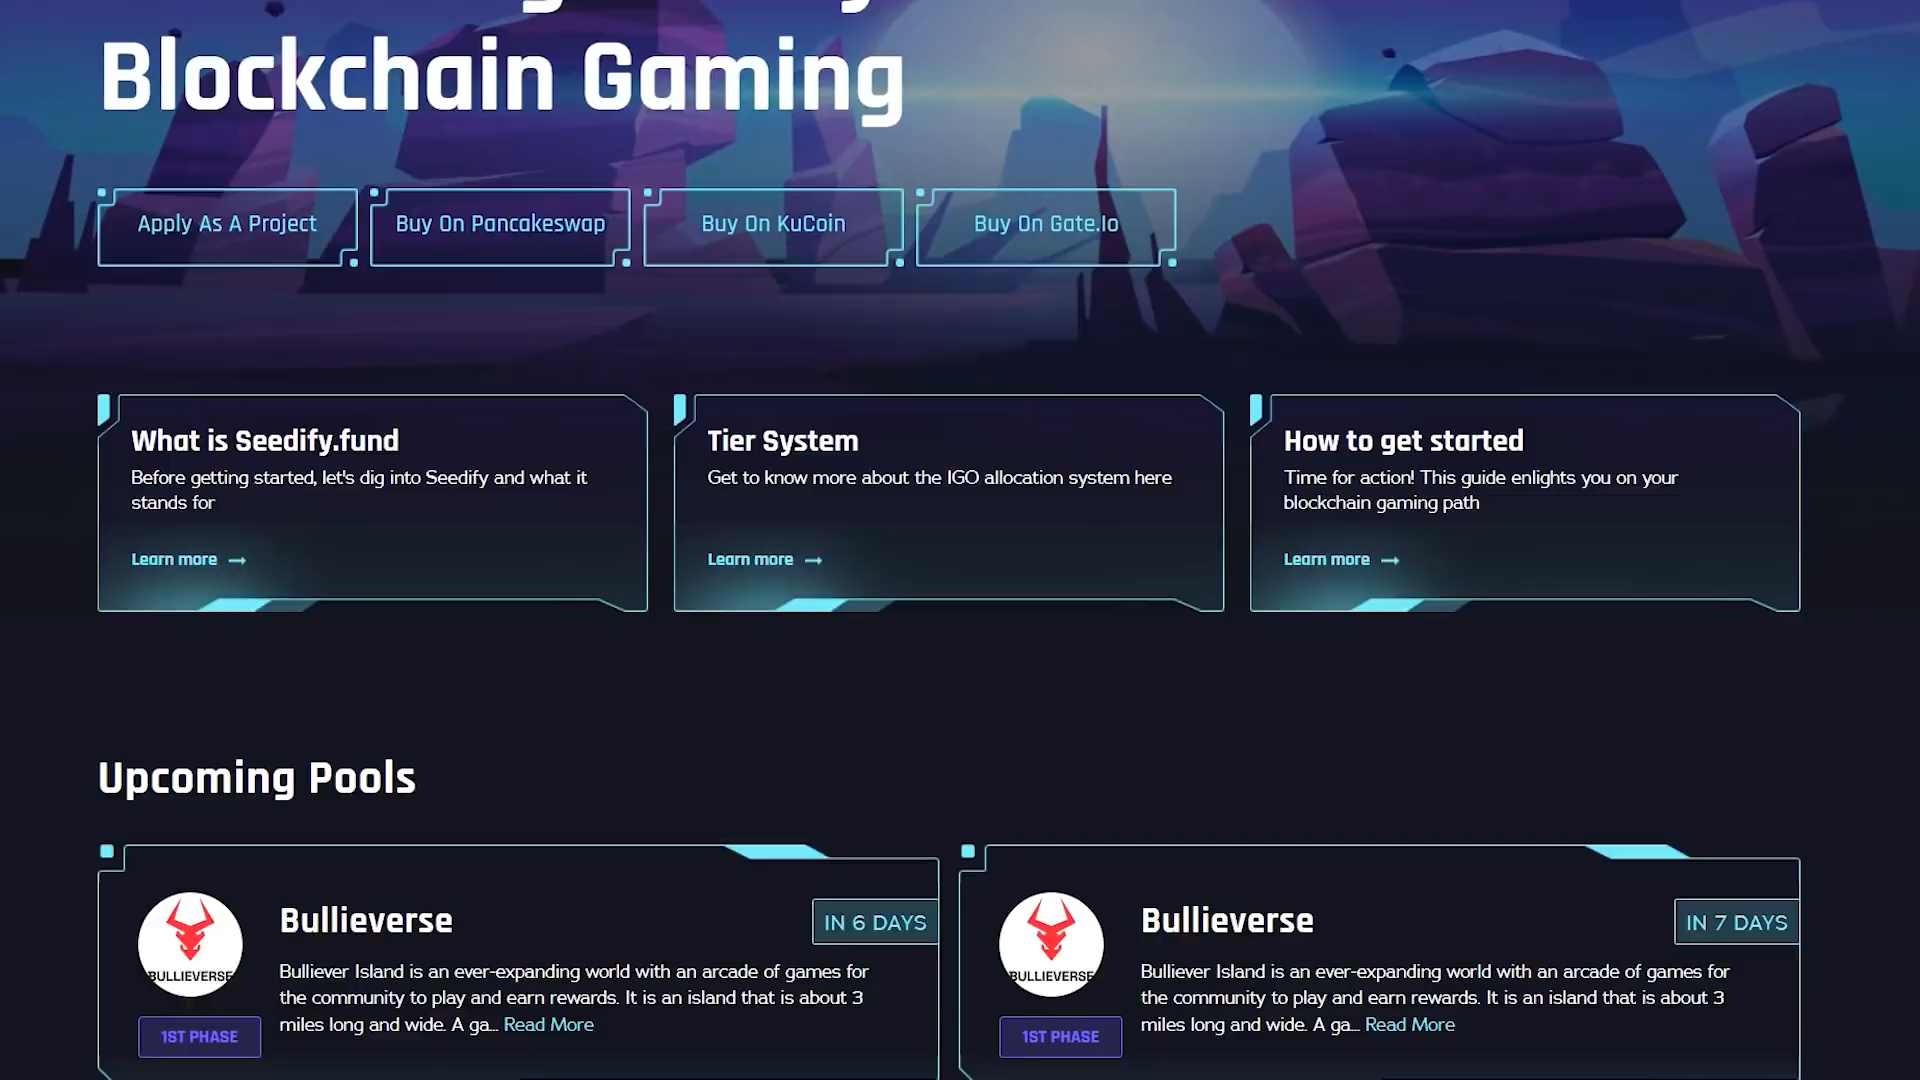 Blockchain Gaming
Apply As A Project
Buy On Pancakeswap
Buy On KuCoin
Buy On Gate.Io
What is Seedify.fund
Before getting started, let's dig into Seedify and what it
stands for
Learn more
Tier System
Get to know more about the IGO allocation system here
Learn more
How to get started
Time for action! This guide enlights you on your
blockchain gaming path
Learn more
Upcoming Pools
BULLIEVERSE
1ST PHASE
Bullieverse
IN 6 DAYS
Bulliever Island is an ever-expanding world with an arcade of games for
the community to play and earn rewards. It is an island that is about 3
miles long and wide. A ga... Read More
BULLIEVERSE
1ST PHASE
Bullieverse
IN 7 DAYS
Bulliever Island is an ever-expanding world with an arcade of games for
the community to play and earn rewards. It is an island that is about 3
miles long and wide. A ga... Read More